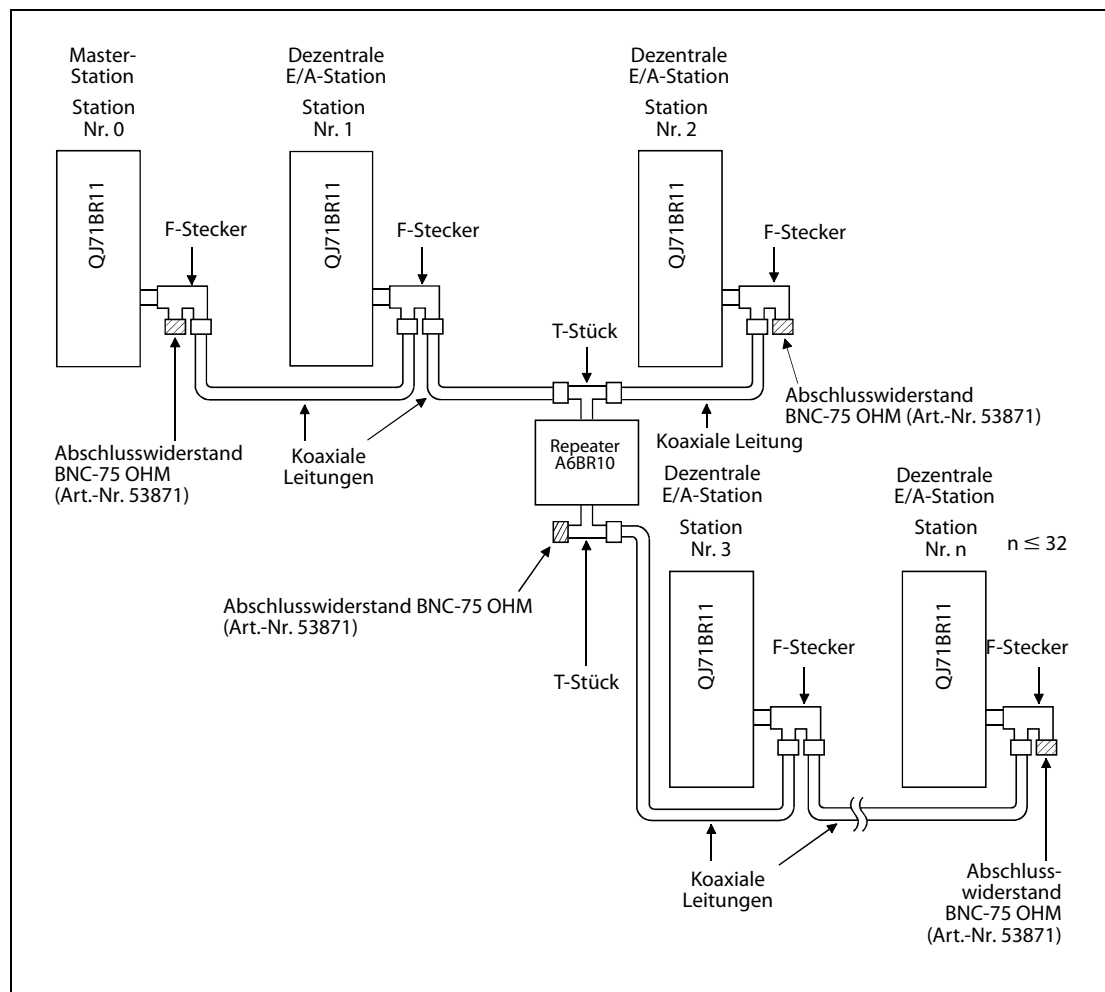 Master-
Station
Station
Nr. 0
Dezentrale
E/A-Station
Station
Nr. 1
Dezentrale
E/A-Station
Station
Nr. 2
QJ71BR11
F-Stecker
QJ71BR11
F-Stecker
QJ71BR11
F-Stecker
T-Stück
Abschlusswiderstand
BNC-75 OHM
(Art.-Nr. 53871)
Koaxiale
Leitungen
Repeater
A6BR10
Koaxiale Leitung
Abschlusswiderstand
BNC-75 OHM (Art.-Nr. 53871)
Dezentrale
E/A-Station
Station
Nr. 3
Dezentrale
E/A-Station
Station
Nr. n
n ≤ 32
Abschlusswiderstand BNC-75 OHM
(Art.-Nr. 53871)
T-Stück
QJ71BR11
F-Stecker
QJ71BR11
F-Stecker
Koaxiale
Leitungen
Abschluss-
widerstand
BNC-75 OHM
(Art.-Nr. 53871)